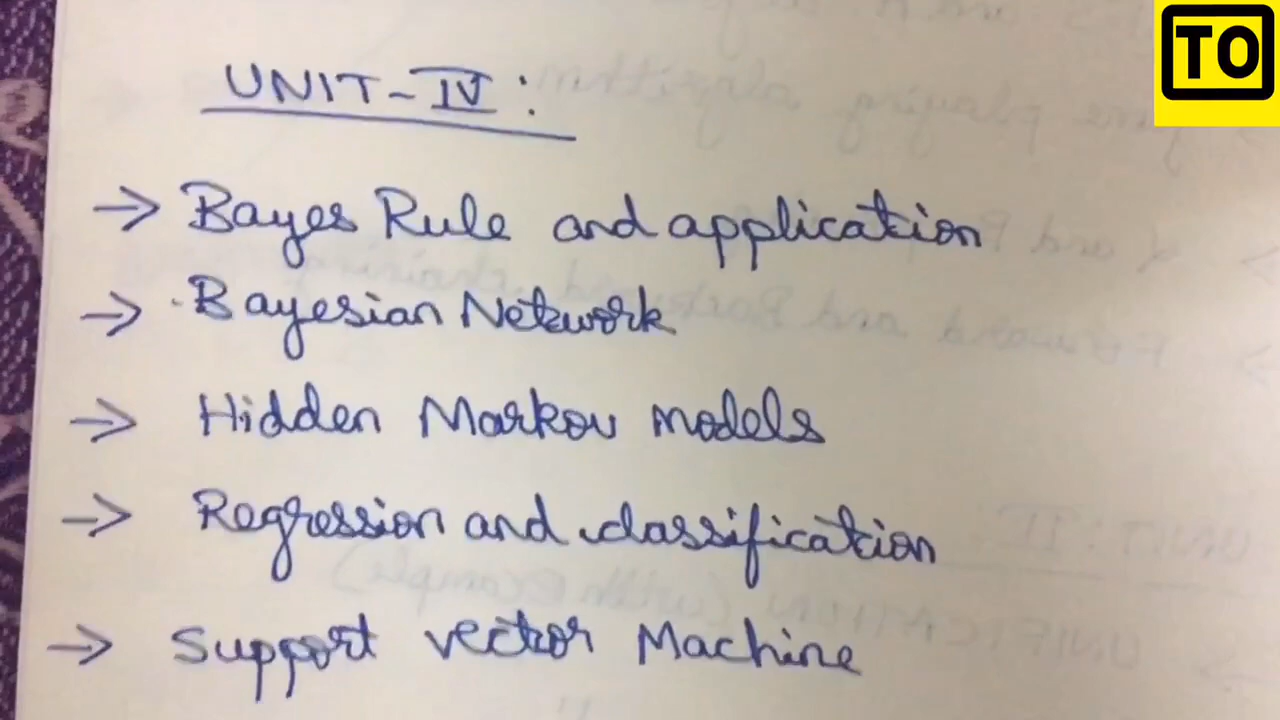 TO
UNIT-IV:
→ Bayes Rule and application
→ Bayesian Network
→ Hidden Markov models
→ Regression and classification
→ Support vector Machine